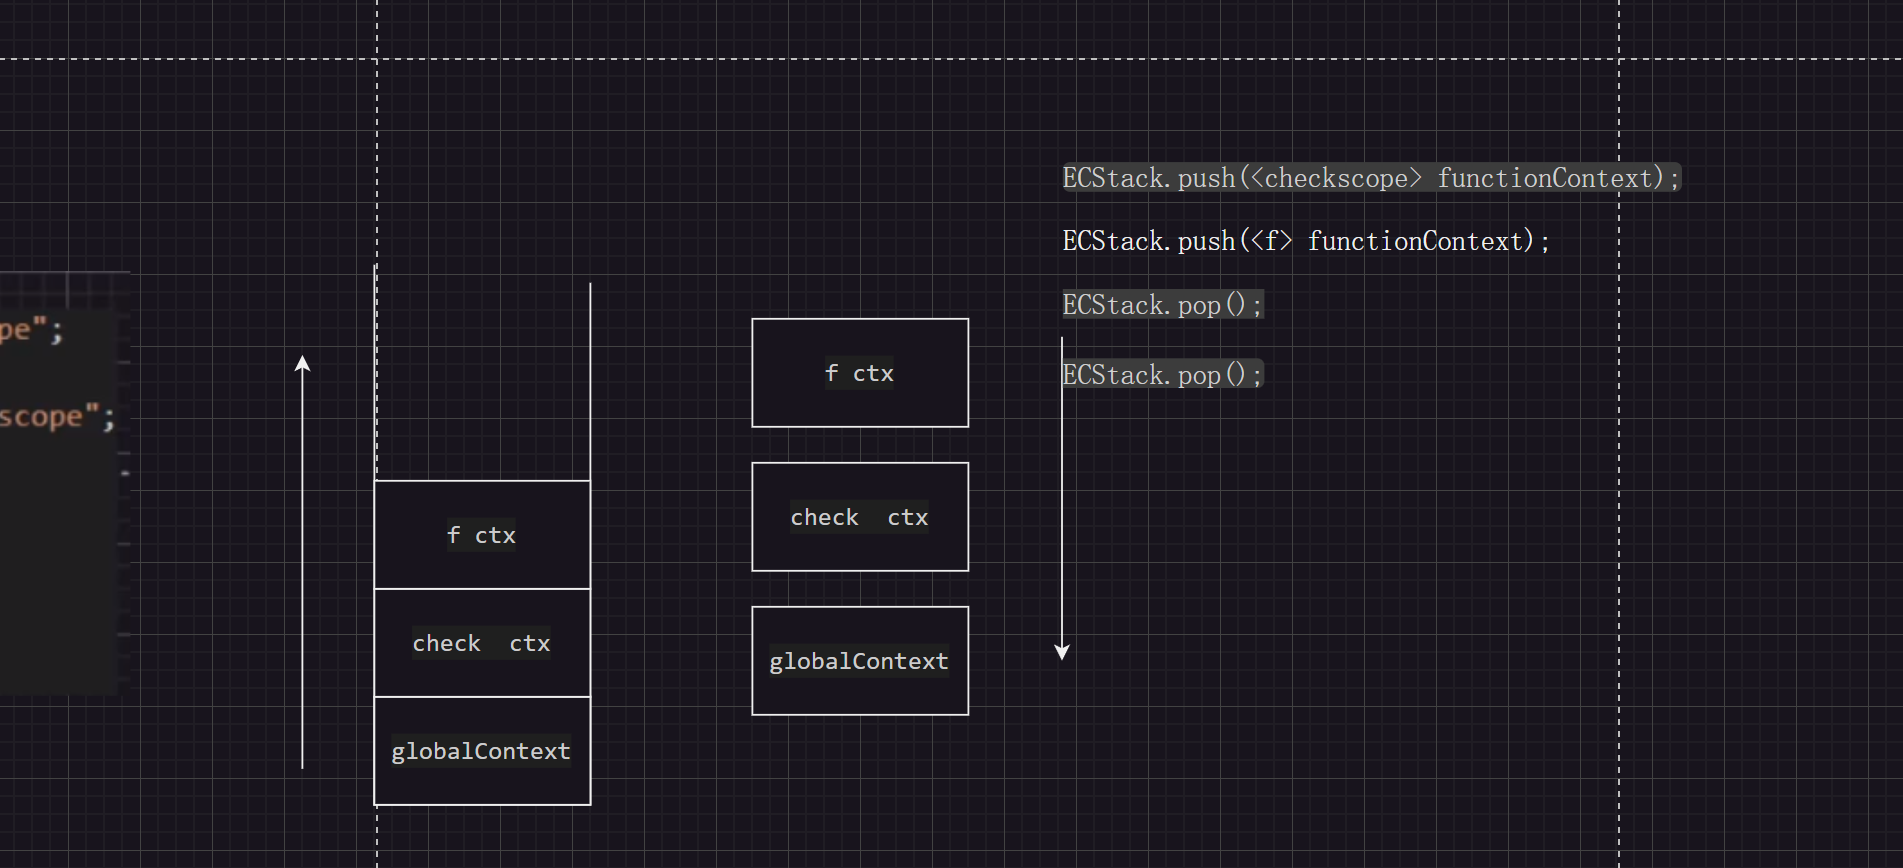 pe";
scope";
f ctx
check  ctx
globalContext
f ctx
check  ctx
globalContext
ECStack.push(<checkscope> functionContext);
ECStack.push(<f> functionContext);
ECStack.pop();
ECStack.pop();